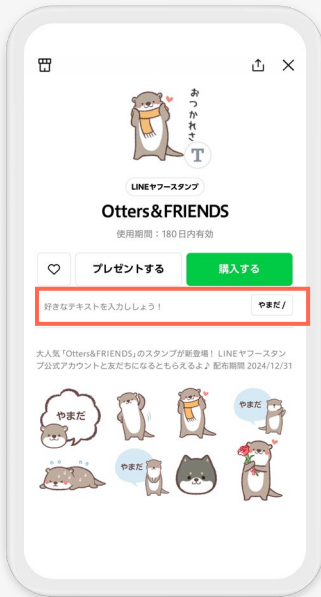 おつかれさ
T
LINEヤフースタンプ
Otters&FRIENDS
使用期間：180日内有効
プレゼントする
購入する
好きなテキストを入力ししょう！
やまだ/
大人気「Otters&FRIENDS」のスタンプが新登場！ LINEヤフースタン
プ公式アカウントと友だちになるともらえるよ♪ 配布期間 2024/12/31
やまだ
やまだ
やまだ